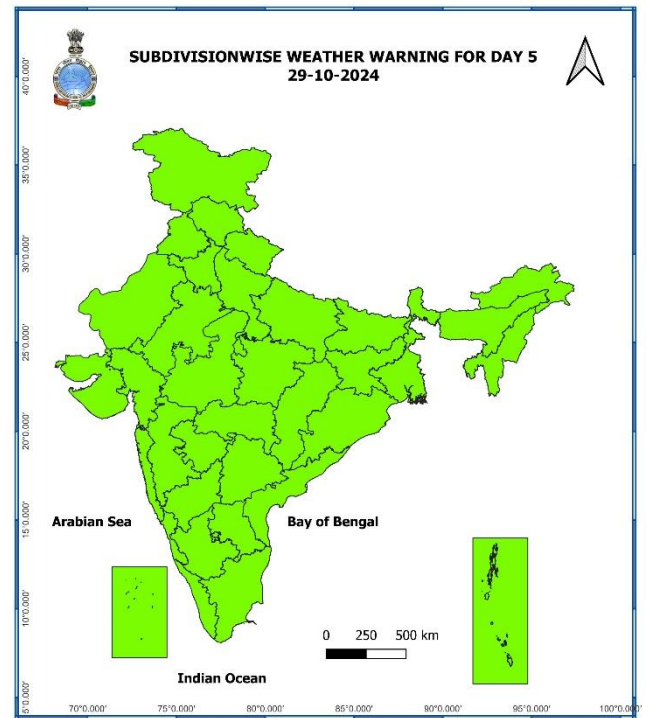 SUBDIVISIONWISE WEATHER WARNING FOR DAY 5
29-10-2024
40°0.000'
35°0.000'
30°0.000'
25°0.000'
20°0.000'
15°0.000'
10°0.000'
5°0.000'
Arabian Sea
Bay of Bengal
0 250 500 km
Indian Ocean
70°0.000' 75°0.000' 80°0.000' 85°0.000' 90°0.000' 95°0.000' 100°0.000'